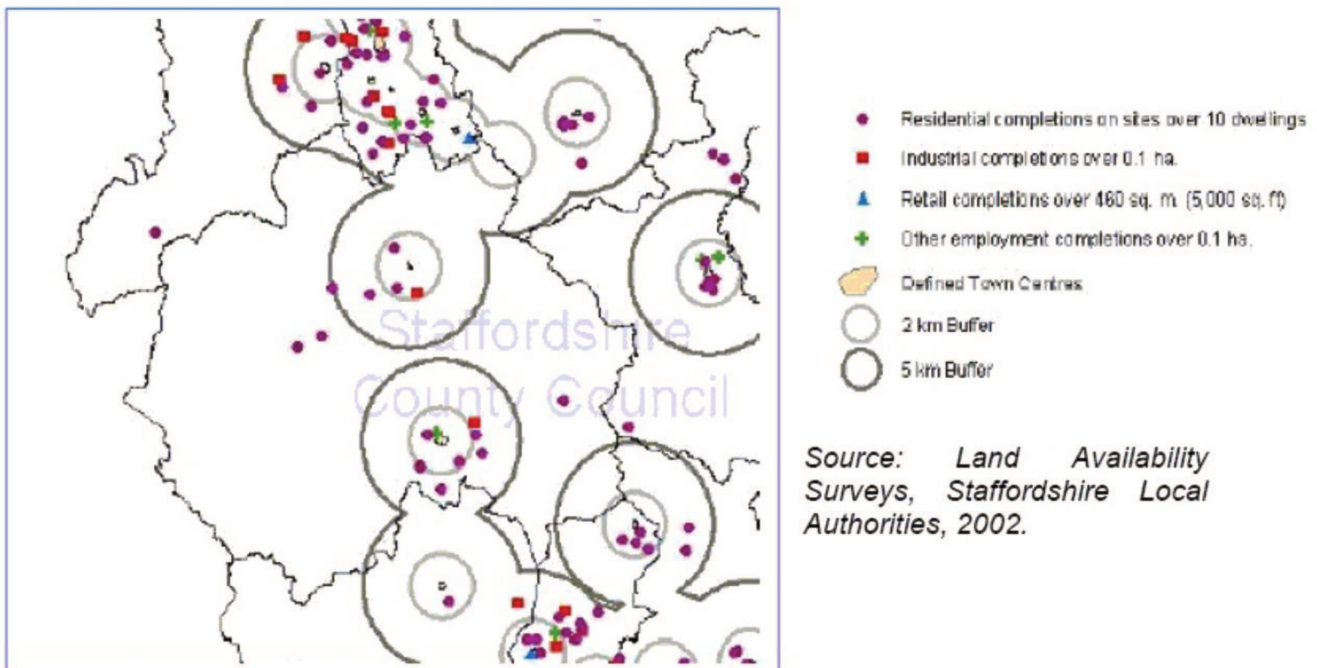 Staffordshire
County Council
Residential completions on sites over 10 dwellings
Industrial completions over 0.1 ha.
Retail completions over 460 sq. m. (5,000 sq. ft)
Other employment completions over 0.1 ha.
Defined Town Centres
2 km Buffer
5 km Buffer
Source: Land Availability
Surveys, Staffordshire Local
Authorities, 2002.